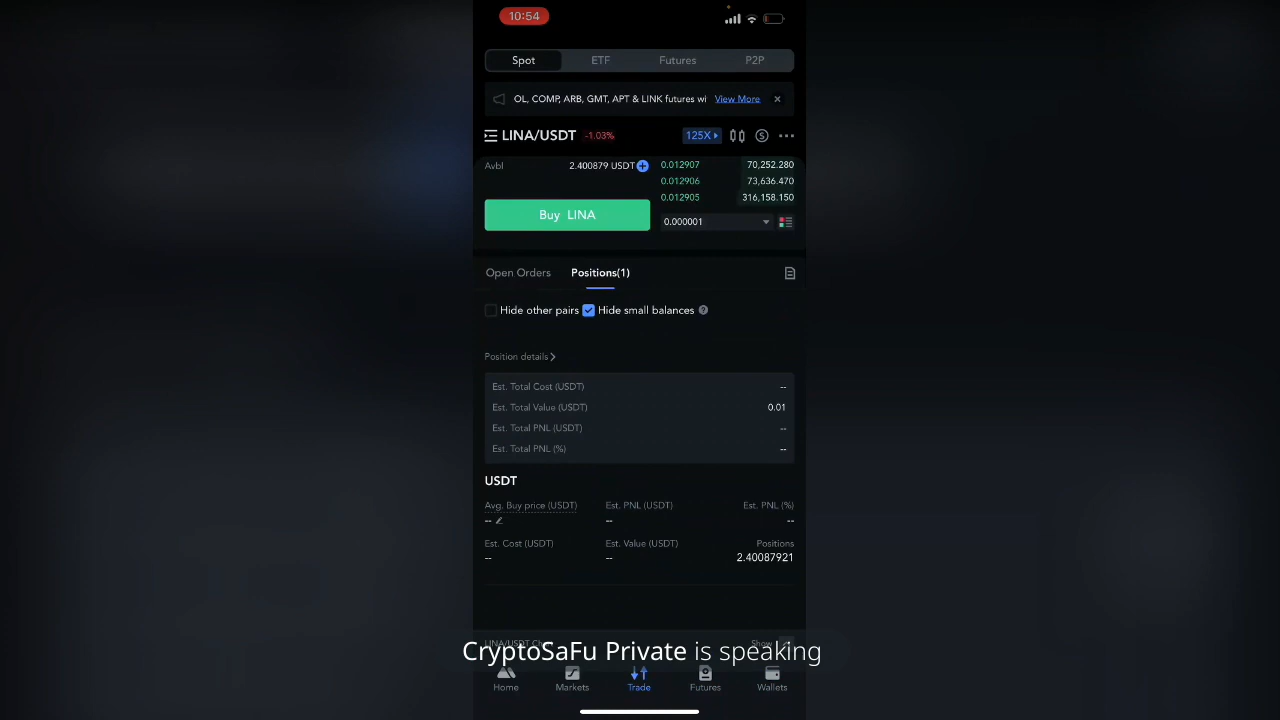 10:54
Spot ETF Futures P2P
OL, COMP, ARB, GMT, APT & LINK futures wi View More
LINA/USDT -1.03% 125X
Avbl 2.400879 USDT 0.012907 70,252.280
0.012906 73,636.470
0.012905 316,158.150
Buy LINA 0.000001
Open Orders Positions(1)
Hide other pairs Hide small balances
Position details
Est. Total Cost (USDT) --
Est. Total Value (USDT) 0.01
Est. Total PNL (USDT) --
Est. Total PNL (%) --
USDT
Avg. Buy price (USDT) Est. PNL (USDT) Est. PNL (%)
-- -- --
Est. Cost (USDT) Est. Value (USDT) Positions
-- -- 2.40087921
LINA/USDT Show
CryptoSaFu Private is speaking
Home Markets Trade Futures Wallets